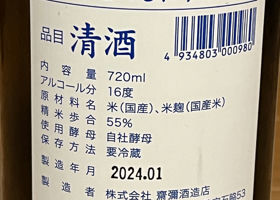 品目 清酒
4934803000980
内容量 720ml
アルコール分 16度
原材料名 米(国産)、米麹(国産米)
精米歩合 55%
使用酵母 自社酵母
保存方法 要冷蔵
製造年月 2024.01
製造者 株式会社 齋彌酒造店